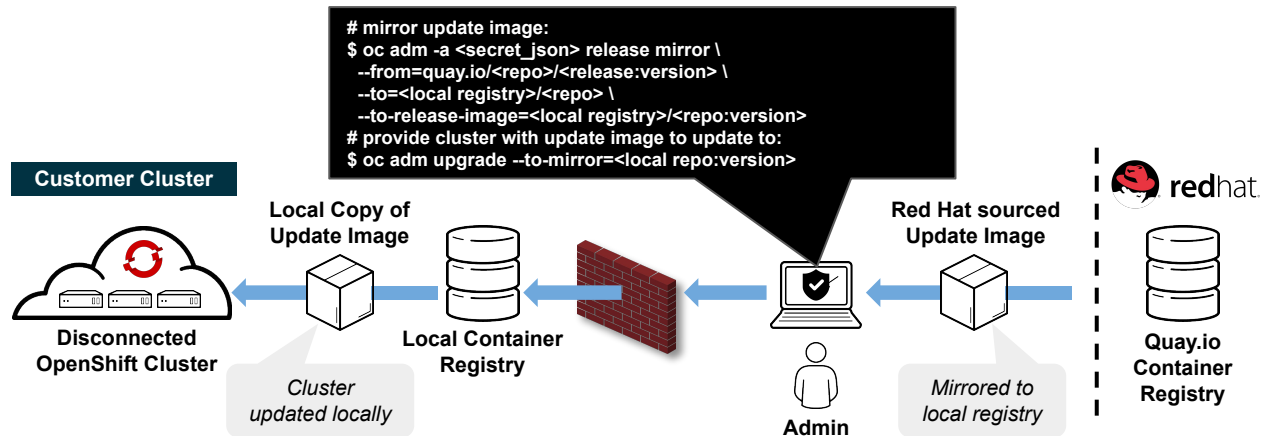 # mirror update image:
$ oc adm -a <secret_json> release mirror \
--from=quay.io/<repo>/<release:version> \
--to=<local registry>/<repo> \
--to-release-image=<local registry>/<repo:version>
# provide cluster with update image to update to:
$ oc adm upgrade --to-mirror=<local repo:version>
Customer Cluster
Disconnected
OpenShift Cluster
Local Copy of
Update Image
Cluster
updated locally
Local Container
Registry
Admin
Red Hat sourced
Update Image
Mirrored to
local registry
redhat.
Quay.io
Container
Registry